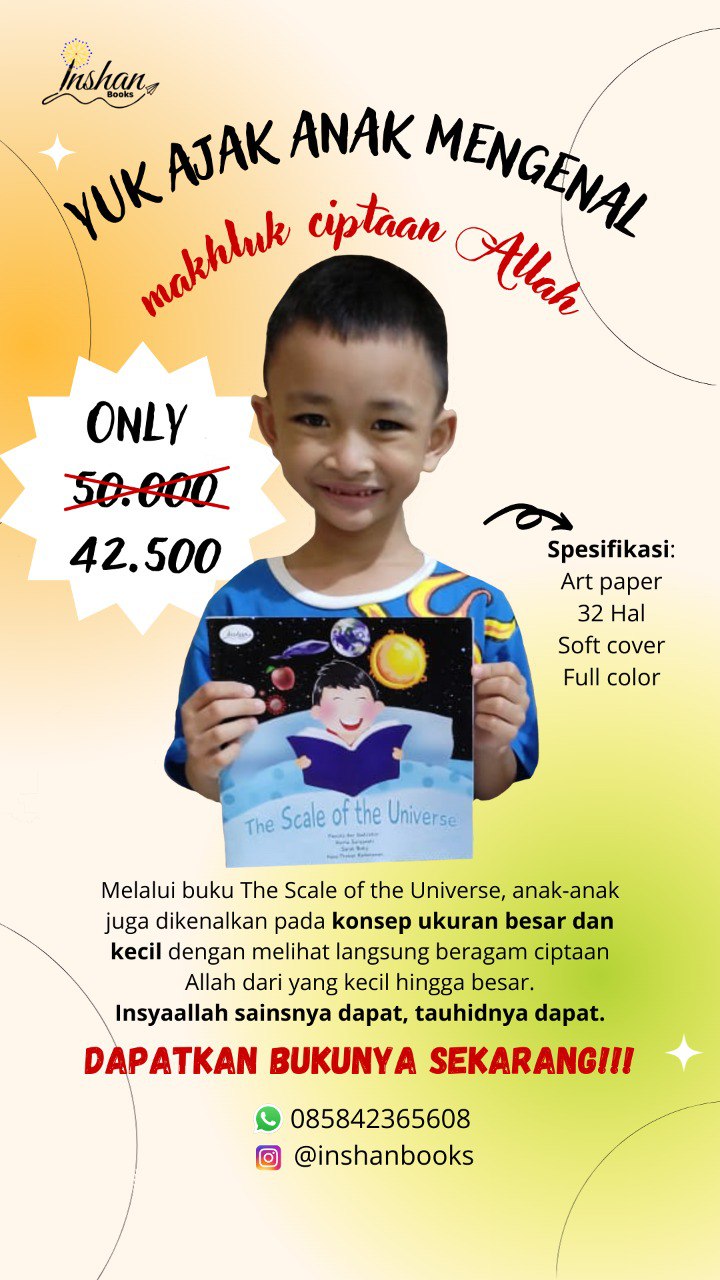 Inshan
Books
YUK AJAK ANAK MENGENAL
makhluk ciptaan Allah
ONLY
50.000
42.500
Spesifikasi:
Art paper
32 Hal
Soft cover
Full color
The Scale of the Universe
Melalui buku The Scale of the Universe, anak-anak
juga dikenalkan pada konsep ukuran besar dan
kecil dengan melihat langsung beragam ciptaan
Allah dari yang kecil hingga besar.
Insyaallah sainsnya dapat, tauhidnya dapat.
DAPATKAN BUKUNYA SEKARANG!!!
085842365608
@inshanbooks